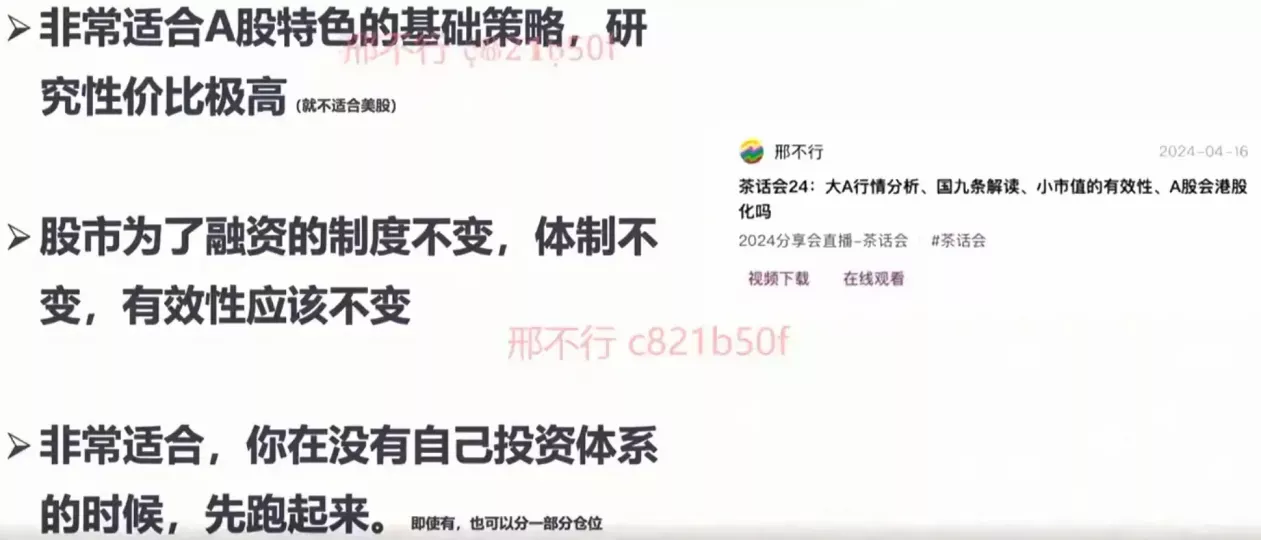 非常适合A股特色的基础策略，研
究性价比极高 (就不适合美股)
邢不行 c821b50f
股市为了融资的制度不变，体制不
变，有效性应该不变
邢不行 c821b50f
非常适合，你在没有自己投资体系
的时候，先跑起来。 即使有，也可以分一部分仓位
邢不行
2024-04-16
茶话会24：大A行情分析、国九条解读、小市值的有效性、A股会港股
化吗
2024分享会直播-茶话会 #茶话会
视频下载 在线观看